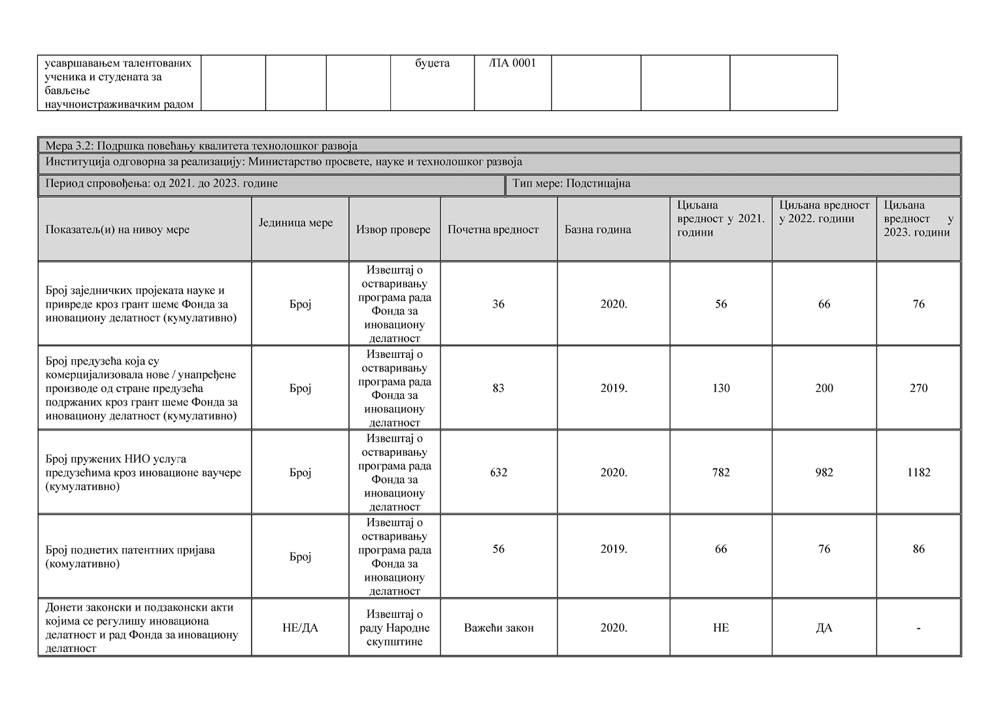 усавршавањем талентованих
ученика и студената за
бављење
научноистраживачким радом
буџета
/ПА 0001
Мера 3.2: Подршка повећању квалитета технолошког развоја
Институција одговорна за реализацију: Министарство просвете, науке и технолошког развоја
Период спровођења: од 2021. до 2023. године
Тип мере: Подстицајна
Показатељ(и) на нивоу мере
Јединица мере
Извор провере
Почетна вредност
Базна година
Циљана
вредност у 2021.
години
Циљана вредност
у 2022. години
Циљана
вредност у
2023. години
Број заједничких пројеката науке и
привреде кроз грант шеме Фонда за
иновациону делатност (кумулативно)
Број
Извештај о
остваривању
програма рада
Фонда за
иновациону
делатност
36
2020.
56
66
76
Број предузећа која су
комерцијализовала нове / унапређене
производе од стране предузећа
подржаних кроз грант шеме Фонда за
иновациону делатност (кумулативно)
Број
Извештај о
остваривању
програма рада
Фонда за
иновациону
делатност
83
2019.
130
200
270
Број пружених НИО услуга
предузећима кроз иновационе ваучере
(кумулативно)
Број
Извештај о
остваривању
програма рада
Фонда за
иновациону
делатност
632
2020.
782
982
1182
Број поднетих патентних пријава
(комулативно)
Број
Извештај о
остваривању
програма рада
Фонда за
иновациону
делатност
56
2019.
66
76
86
Донети законски и подзаконски акти
којима се регулишу иновациона
делатност и рад Фонда за иновациону
делатност
НЕ/ДА
Извештај о
раду Народне
скупштине
Важећи закон
2020.
НЕ
ДА
-